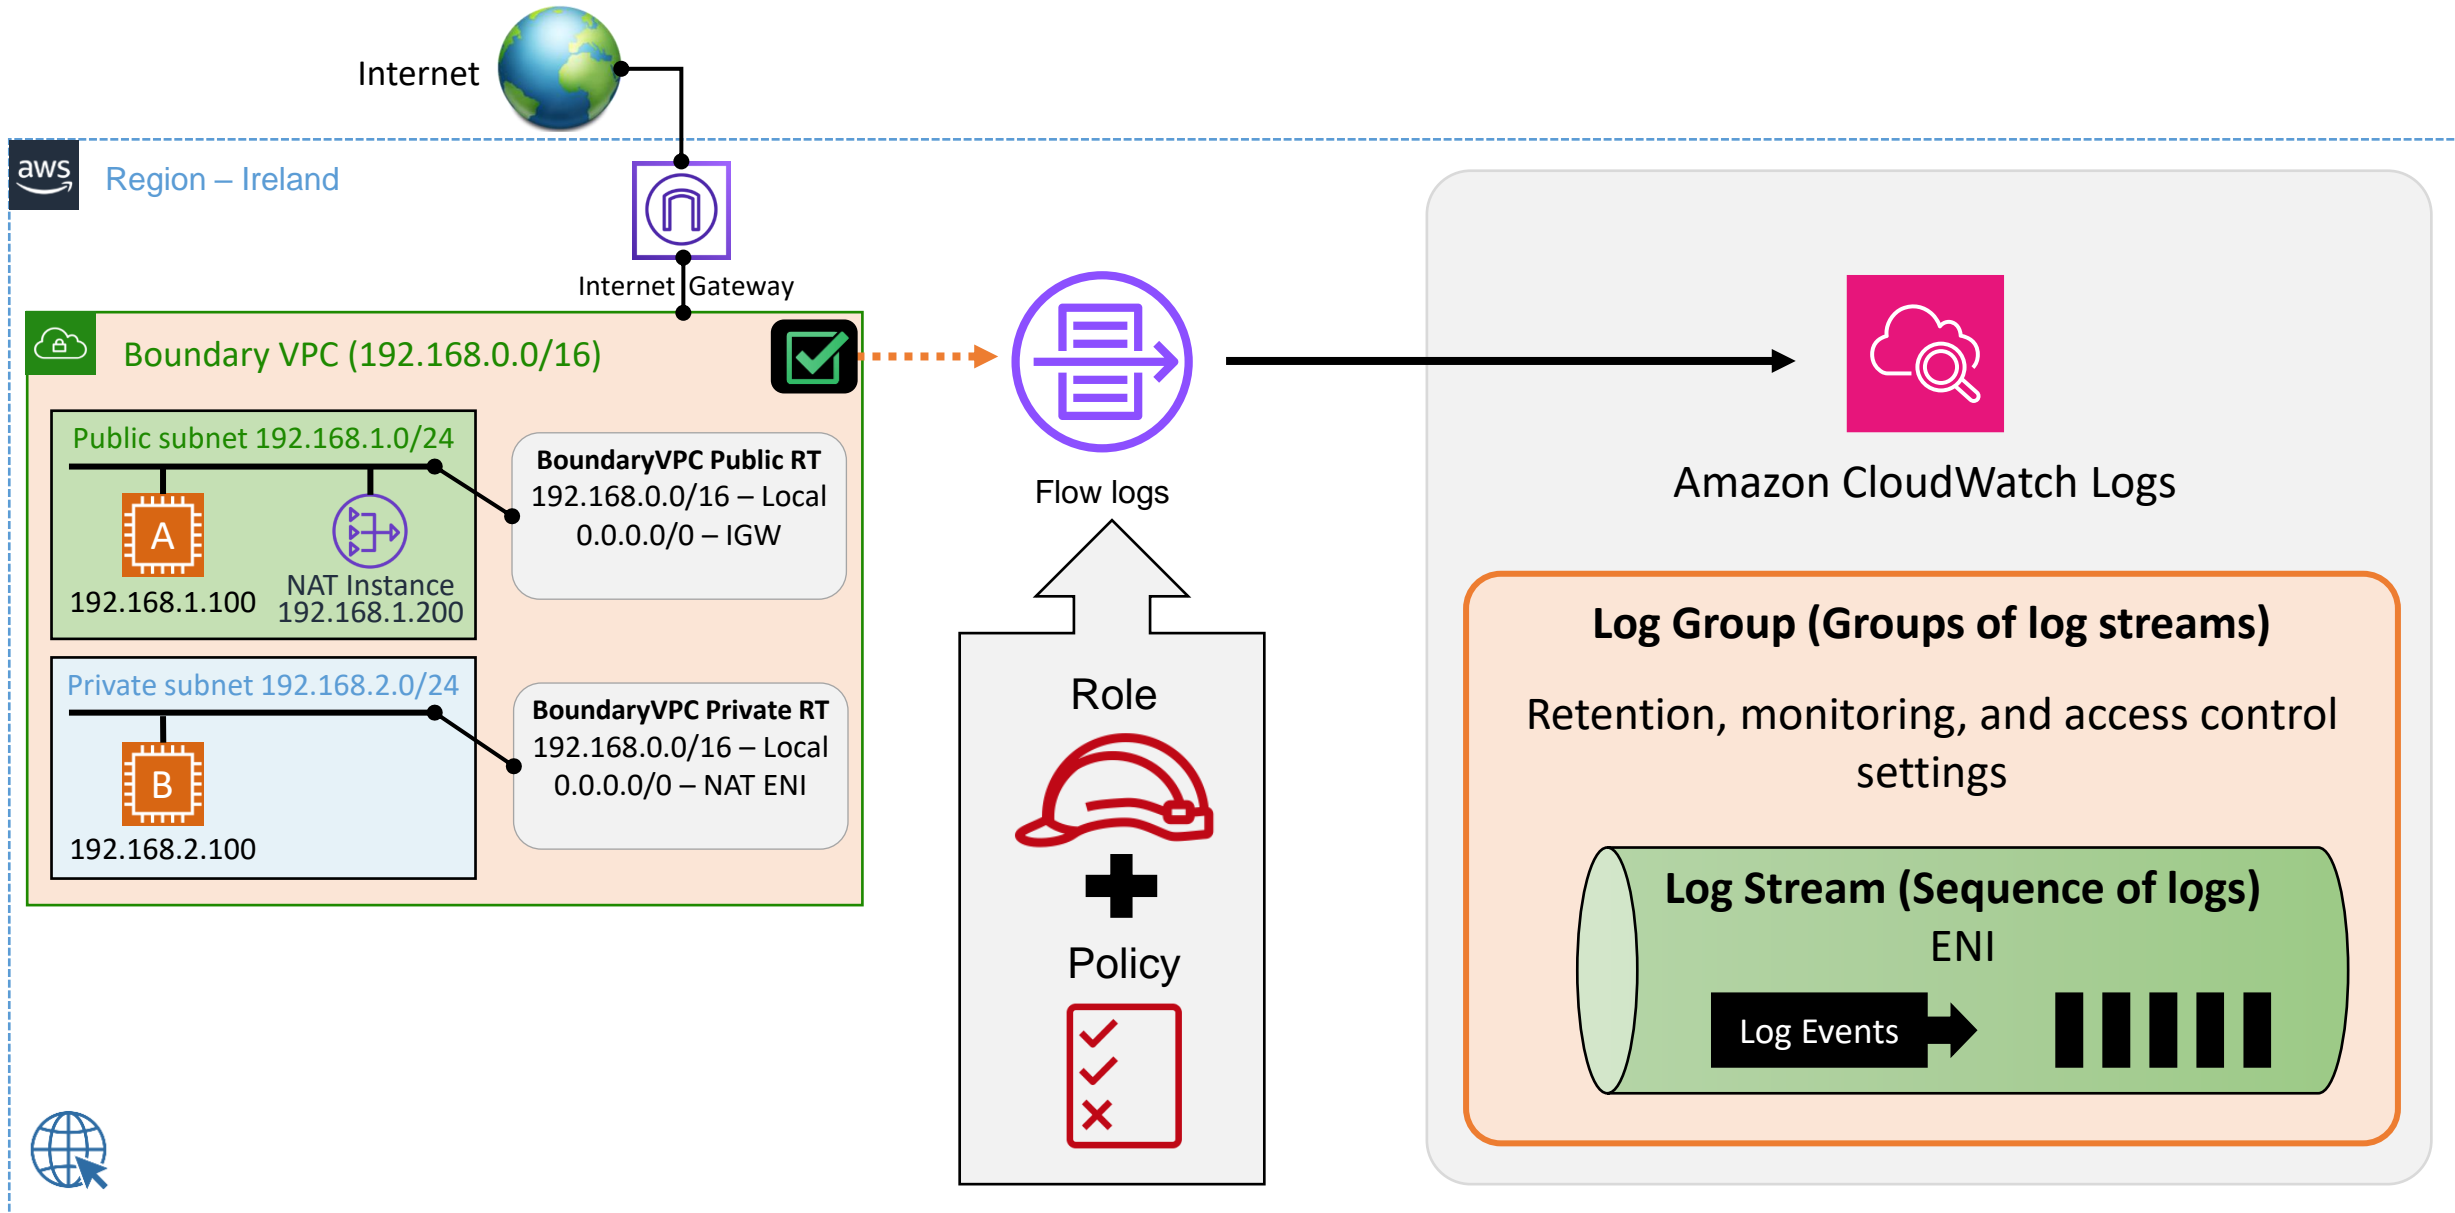 Internet
aws
Region – Ireland
Internet Gateway
Boundary VPC (192.168.0.0/16)
Public subnet 192.168.1.0/24
A
192.168.1.100
NAT Instance
192.168.1.200
BoundaryVPC Public RT
192.168.0.0/16 – Local
0.0.0.0/0 – IGW
Private subnet 192.168.2.0/24
B
192.168.2.100
BoundaryVPC Private RT
192.168.0.0/16 – Local
0.0.0.0/0 – NAT ENI
Flow logs
Role
Policy
Amazon CloudWatch Logs
Log Group (Groups of log streams)
Retention, monitoring, and access control
settings
Log Stream (Sequence of logs)
ENI
Log Events